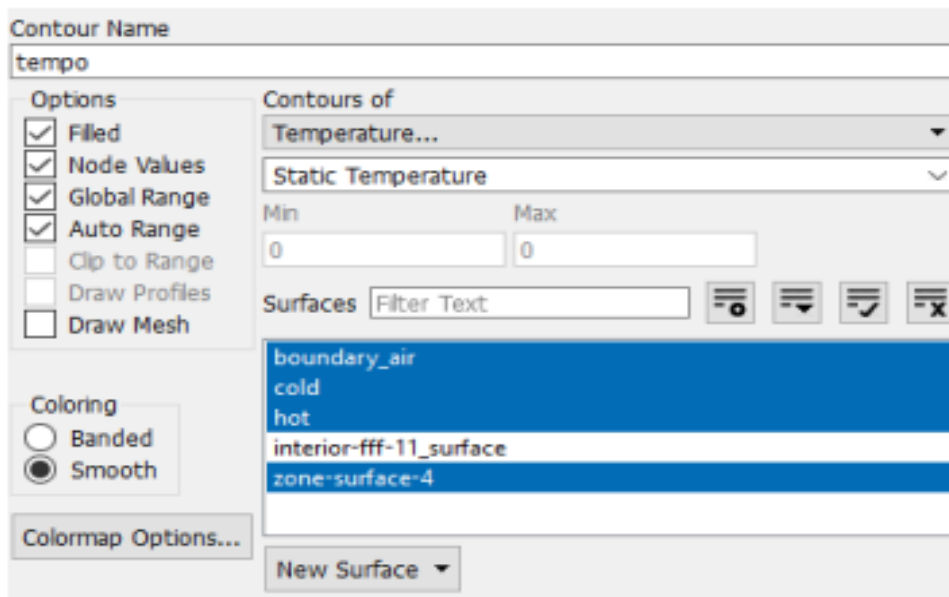 Contour Name
tempo
Options
Filled
Node Values
Global Range
Auto Range
Clip to Range
Draw Profiles
Draw Mesh
Coloring
Banded
Smooth
Colormap Options...
Contours of
Temperature...
Static Temperature
Min Max
0 0
Surfaces Filter Text
boundary_air
cold
hot
interior-fff-11_surface
zone-surface-4
New Surface